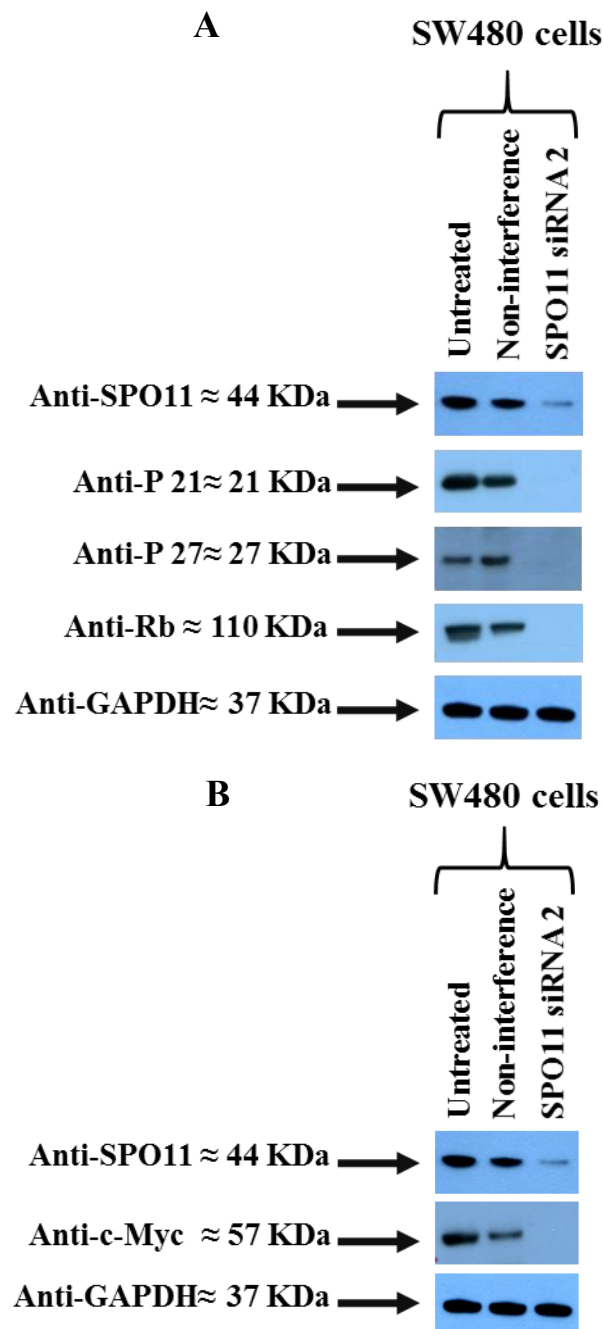 A
SW480 cells
Untreated
Non-interference
SPO11 siRNA 2
Anti-SPO11 ≈ 44 KDa
Anti-P 21≈ 21 KDa
Anti-P 27≈ 27 KDa
Anti-Rb ≈ 110 KDa
Anti-GAPDH≈ 37 KDa
B
SW480 cells
Untreated
Non-interference
SPO11 siRNA 2
Anti-SPO11 ≈ 44 KDa
Anti-c-Myc ≈ 57 KDa
Anti-GAPDH≈ 37 KDa